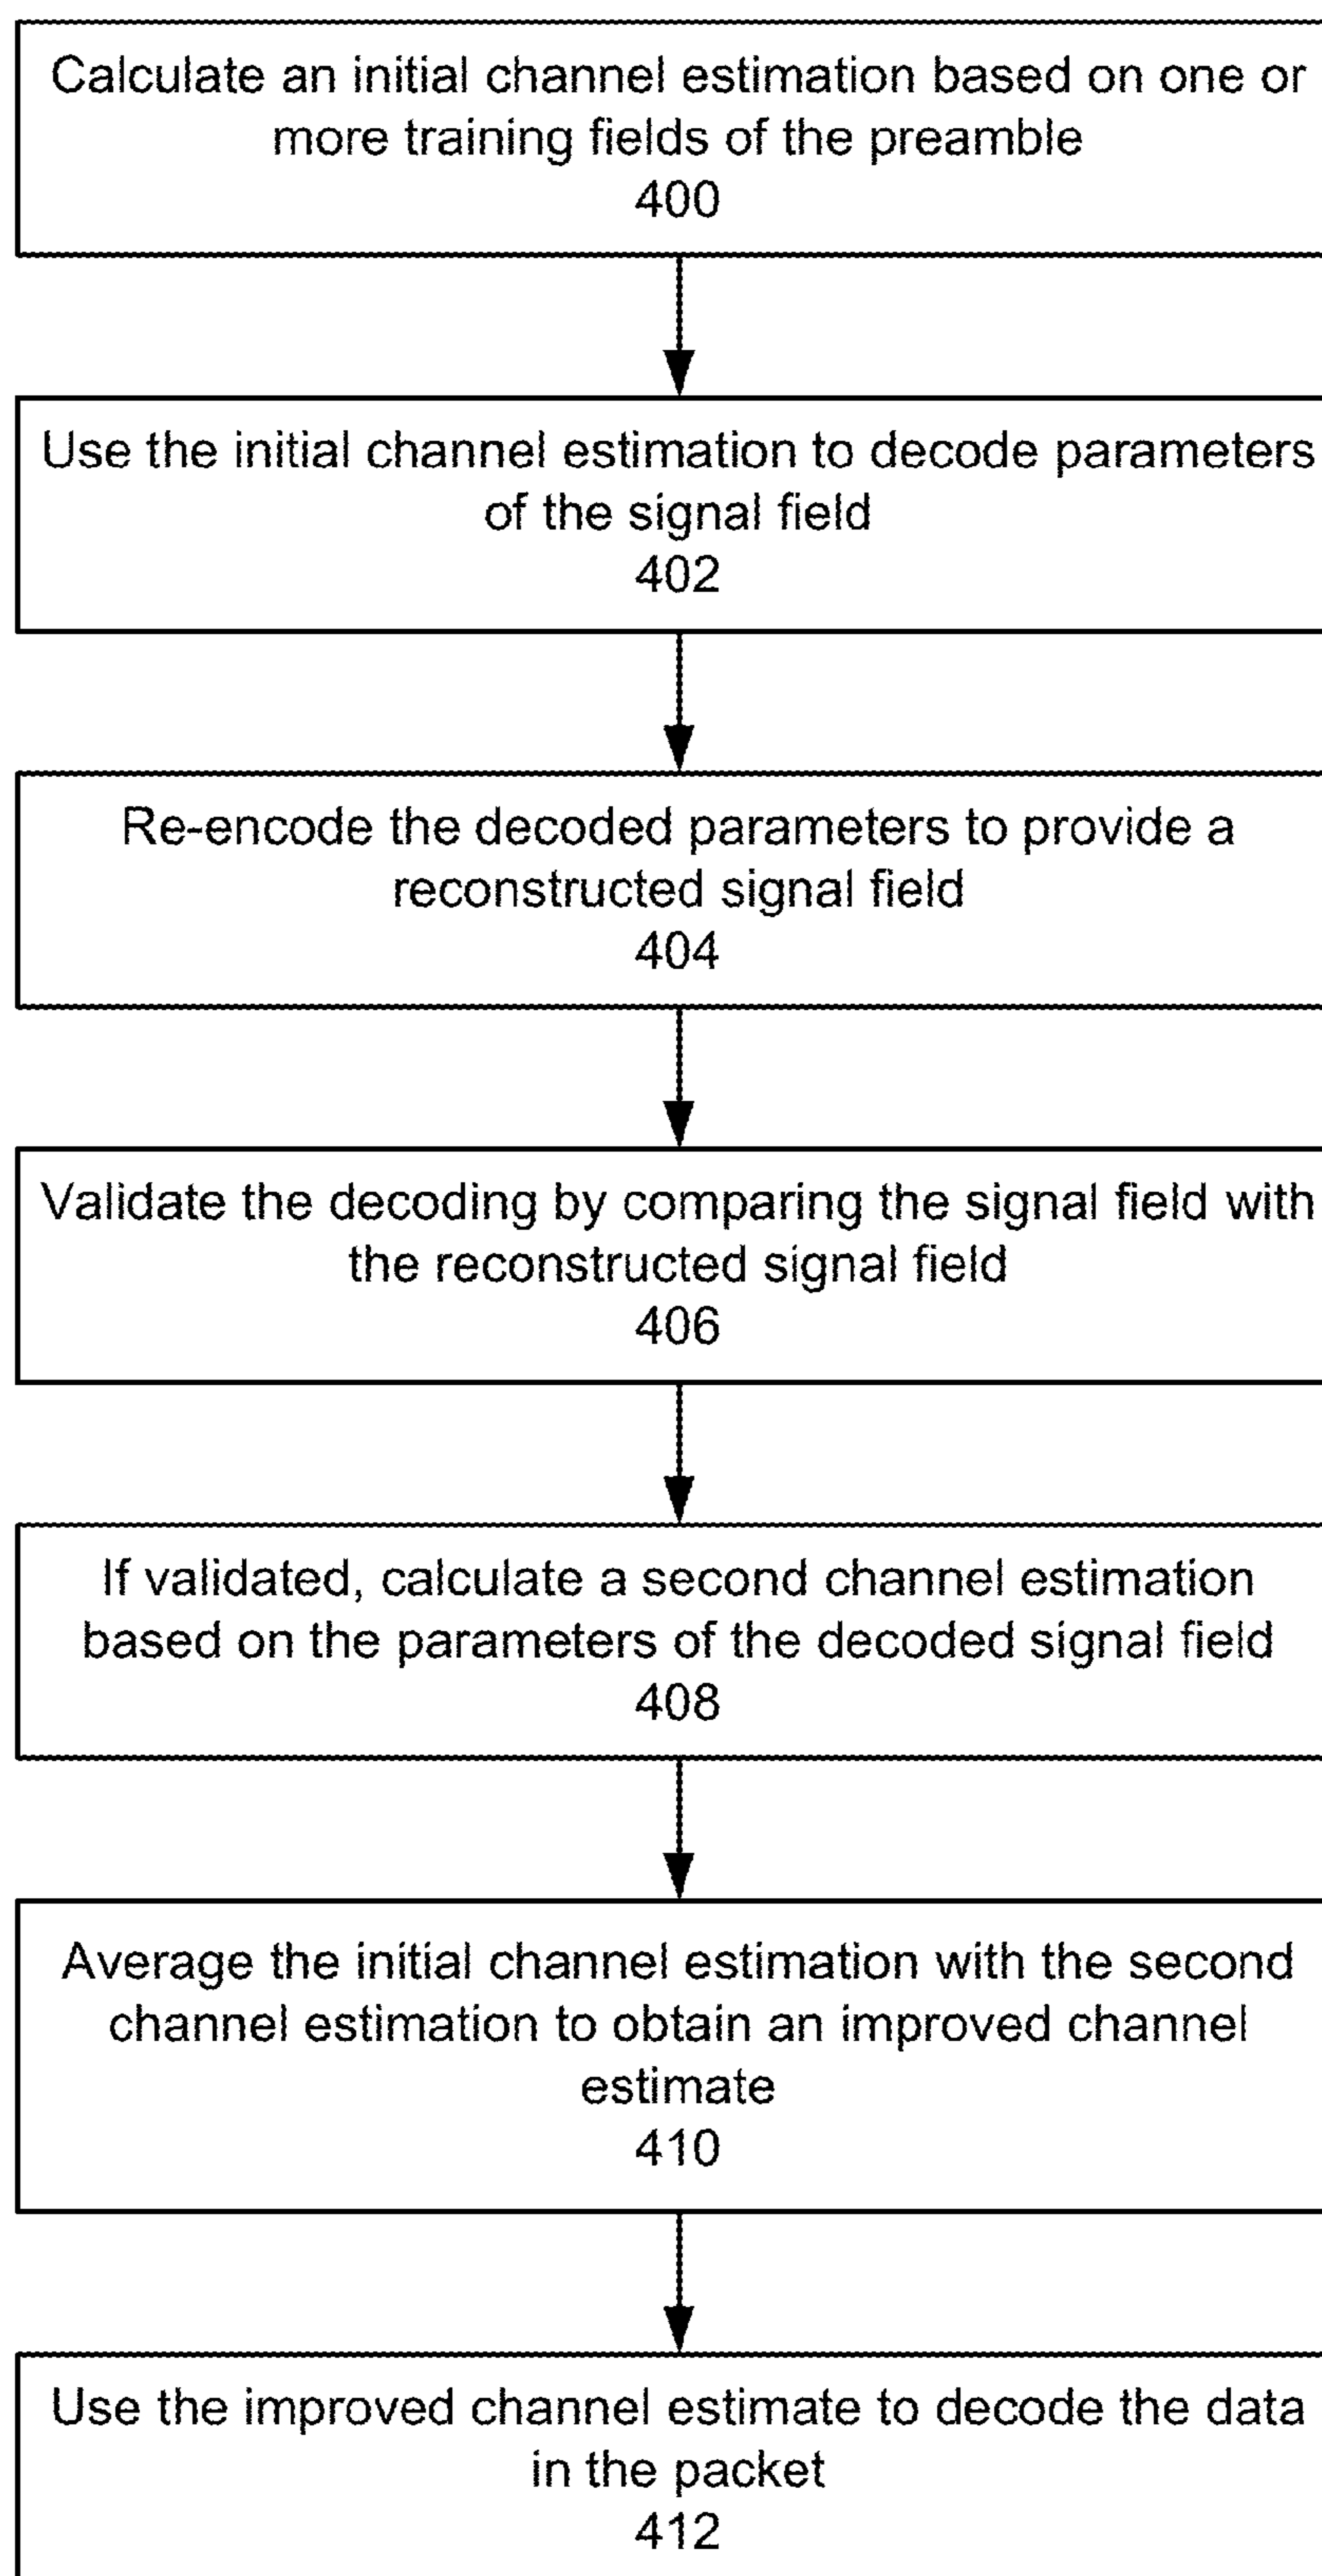 Calculate an initial channel estimation based on one or
more training fields of the preamble
400
Use the initial channel estimation to decode parameters
of the signal field
402
Re-encode the decoded parameters to provide a
reconstructed signal field
404
Validate the decoding by comparing the signal field with
the reconstructed signal field
406
If validated, calculate a second channel estimation
based on the parameters of the decoded signal field
408
Average the initial channel estimation with the second
channel estimation to obtain an improved channel
estimate
410
Use the improved channel estimate to decode the data
in the packet
412